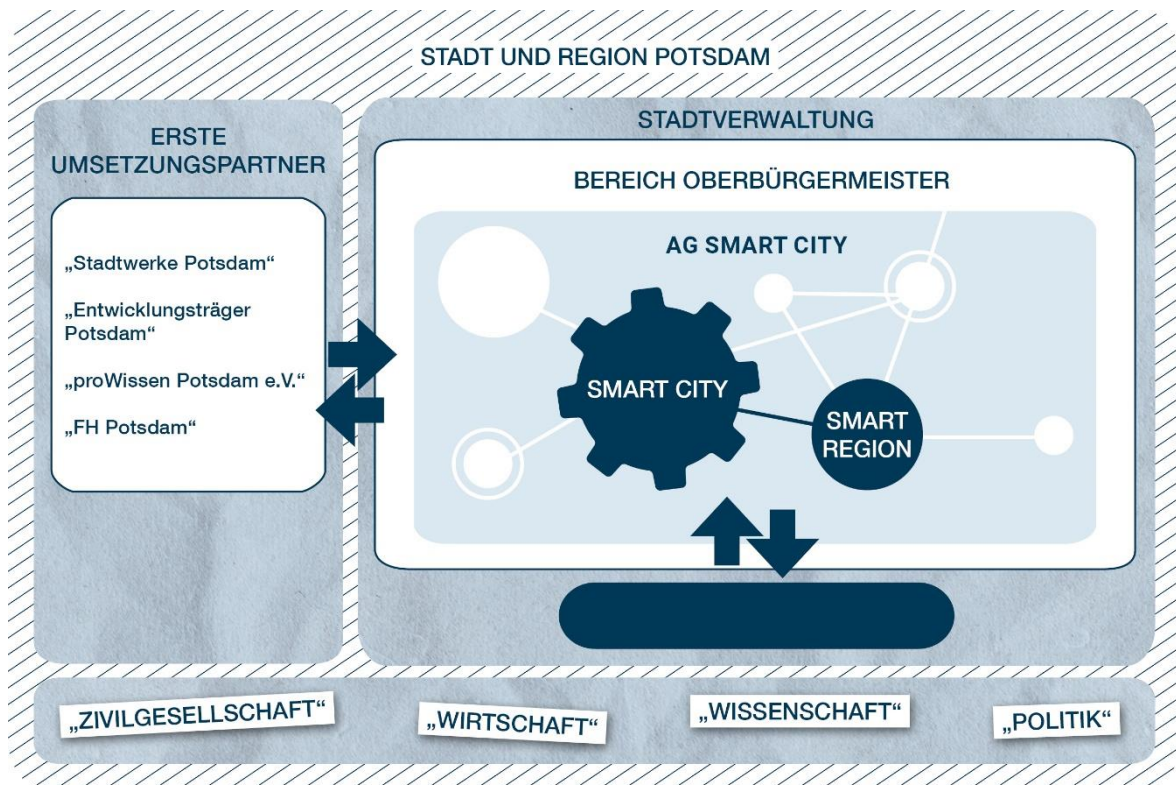 STADT UND REGION POTSDAM
ERSTE
UMSETZUNGSPARTNER
„Stadtwerke Potsdam“
„Entwicklungsträger
Potsdam“
„proWissen Potsdam e.V.“
„FH Potsdam“
STADTVERWALTUNG
BEREICH OBERBÜRGERMEISTER
AG SMART CITY
SMART CITY
SMART
REGION
„ZIVILGESELLSCHAFT“
„WIRTSCHAFT“
„WISSENSCHAFT“
„POLITIK“